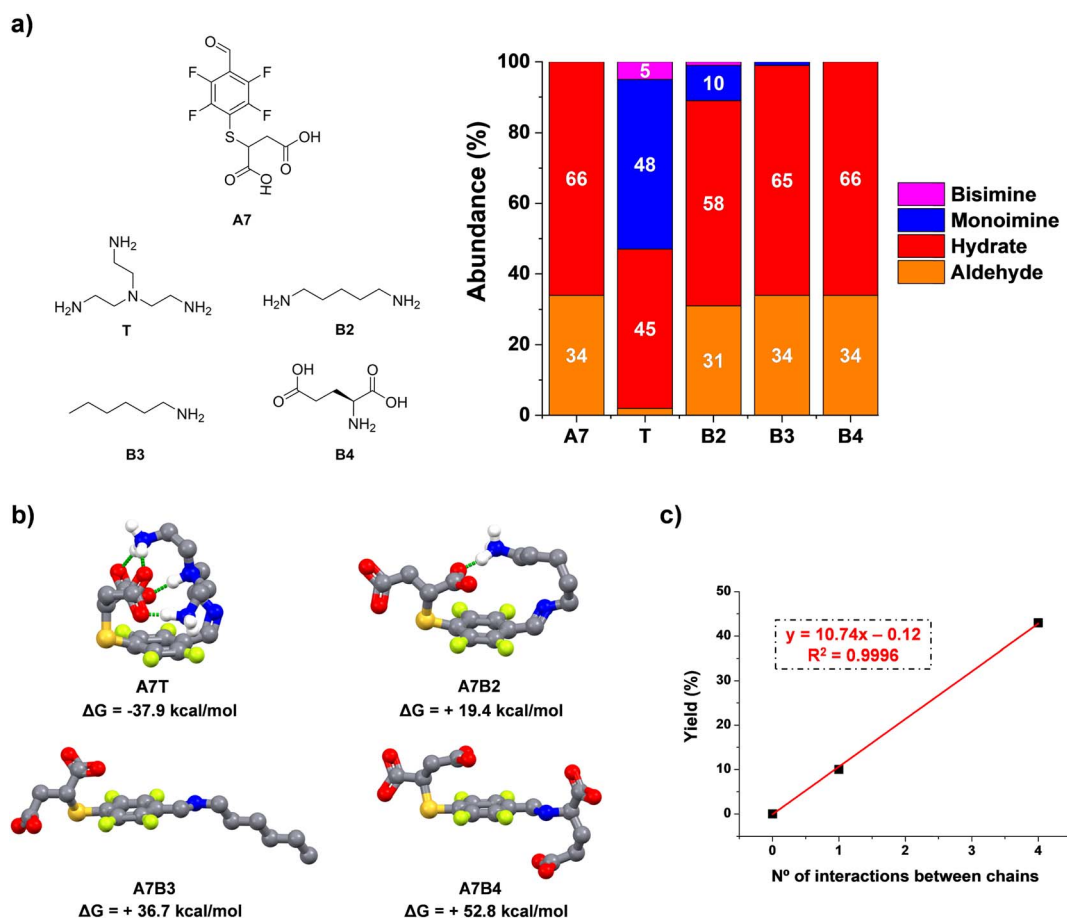 a)
O
F
F
F
F
S
OH
O
O
OH
A7
NH₂
NH₂
N
NH₂
T
NH₂
NH₂
B2
NH₂
B3
OH
O
O
OH
NH₂
B4
Abundance (%)
100
80
60
40
20
0
66
34
5
48
45
10
58
31
65
34
66
34
A7
T
B2
B3
B4
Bisimine
Monoimine
Hydrate
Aldehyde
b)
A7T
ΔG = -37.9 kcal/mol
A7B2
ΔG = + 19.4 kcal/mol
A7B3
ΔG = + 36.7 kcal/mol
A7B4
ΔG = + 52.8 kcal/mol
c)
Yield (%)
50
40
30
20
10
0
y = 10.74x – 0.12
R² = 0.9996
0
1
2
3
4
Nº of interactions between chains